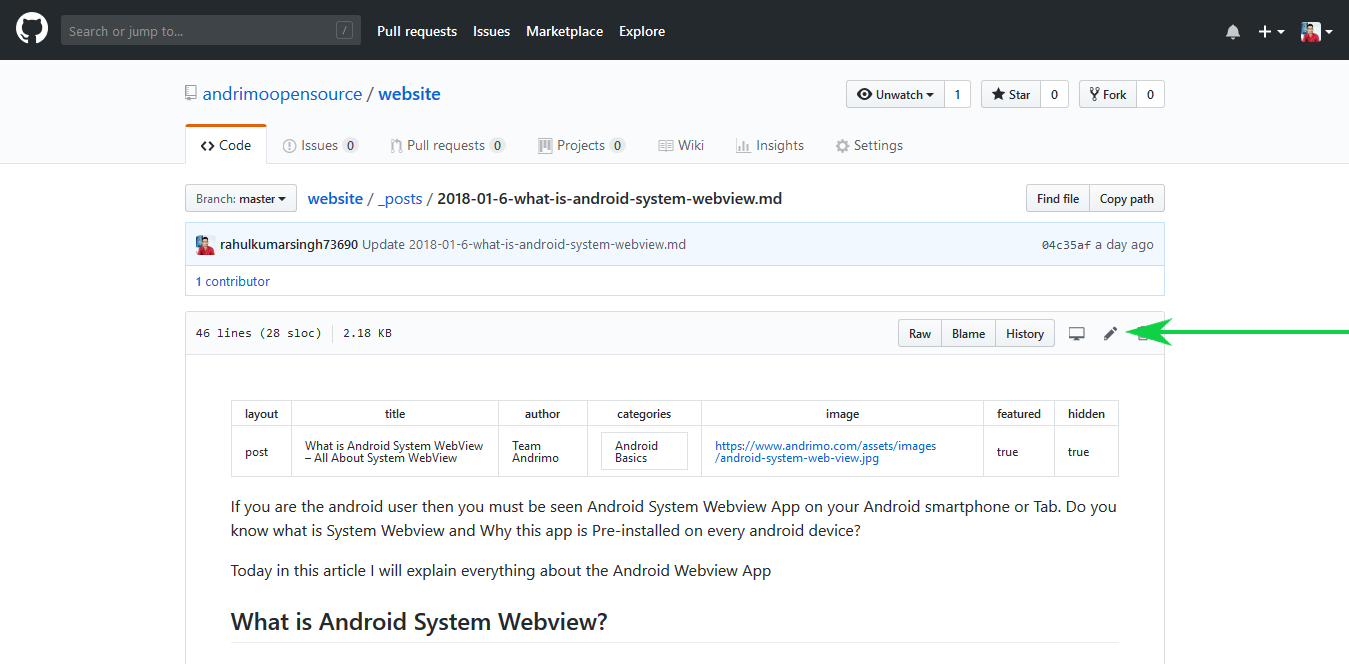 Search or jump to... /
Pull requests Issues Marketplace Explore
andrimoopensource / website
Unwatch 1 Star 0 Fork 0
Code Issues 0 Pull requests 0 Projects 0 Wiki Insights Settings
Branch: master website / _posts / 2018-01-6-what-is-android-system-webview.md Find file Copy path
rahulkumarsingh73690 Update 2018-01-6-what-is-android-system-webview.md 04c35af a day ago
1 contributor
46 lines (28 sloc) 2.18 KB Raw Blame History
layout title author categories image featured hidden
post What is Android System WebView – All About System WebView Team Andrimo Android Basics https://www.andrimo.com/assets/images/android-system-web-view.jpg true true
If you are the android user then you must be seen Android System Webview App on your Android smartphone or Tab. Do you
know what is System Webview and Why this app is Pre-installed on every android device?
Today in this article I will explain everything about the Android Webview App
What is Android System Webview?